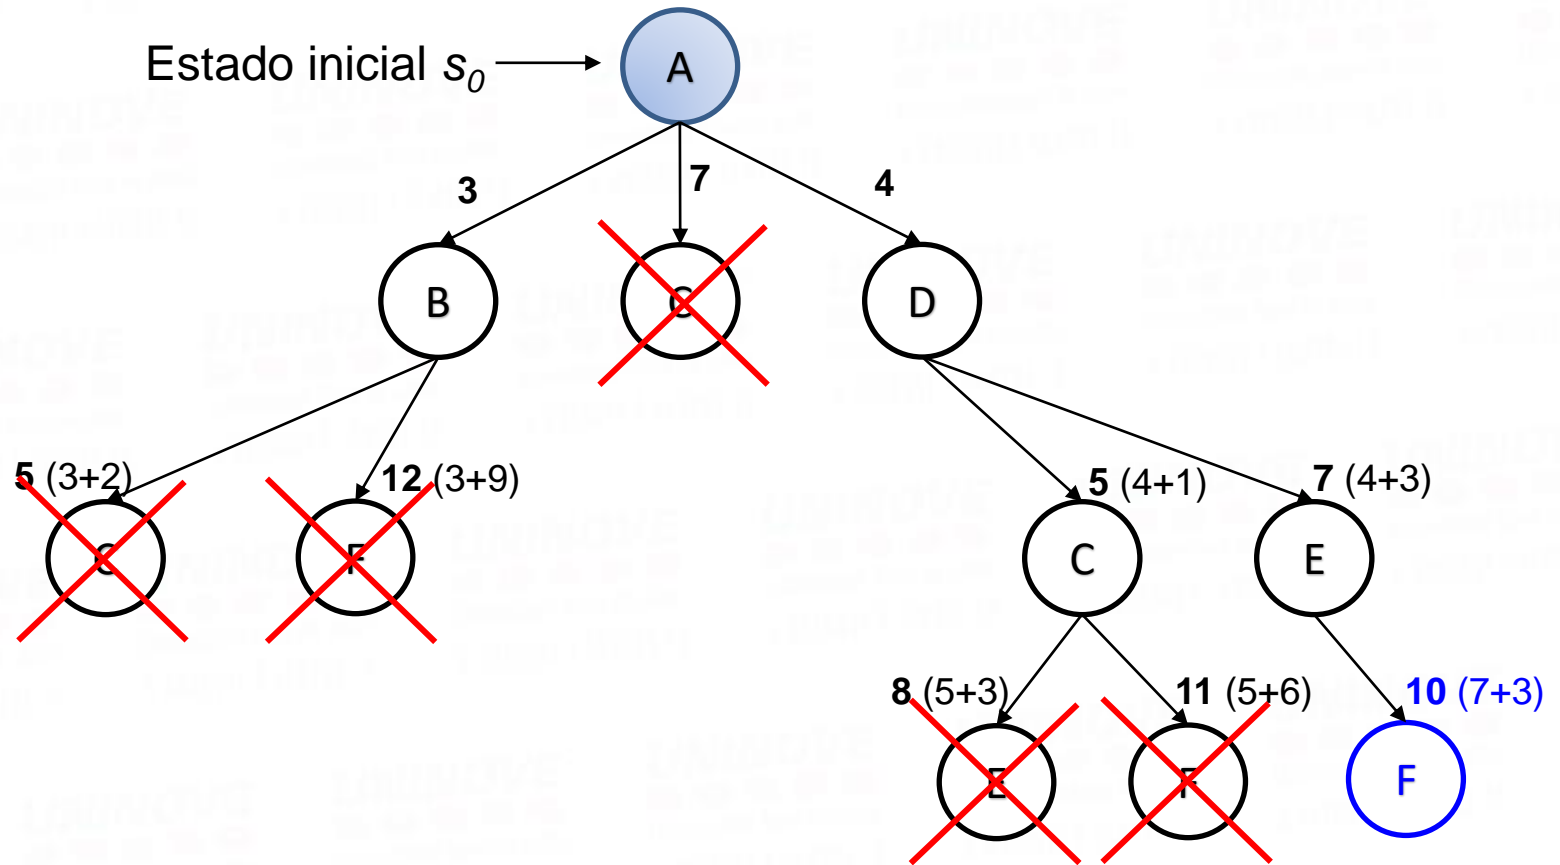 Estado inicial s0
A
3
7
4
B
C
D
5 (3+2)
12 (3+9)
5 (4+1)
7 (4+3)
C
F
C
E
8 (5+3)
11 (5+6)
10 (7+3)
E
F
F